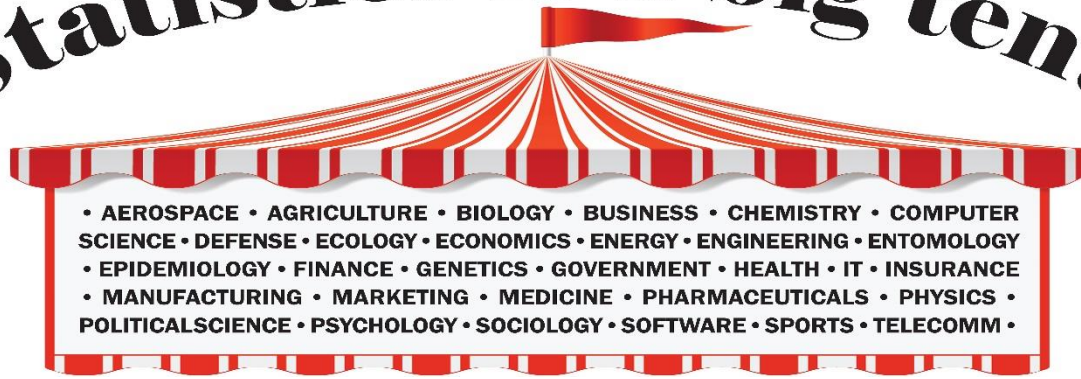 big
• AEROSPACE • AGRICULTURE • BIOLOGY • BUSINESS • CHEMISTRY • COMPUTER
SCIENCE • DEFENSE • ECOLOGY • ECONOMICS • ENERGY • ENGINEERING • ENTOMOLOGY
• EPIDEMIOLOGY • FINANCE • GENETICS • GOVERNMENT • HEALTH • IT • INSURANCE
• MANUFACTURING • MARKETING • MEDICINE • PHARMACEUTICALS • PHYSICS •
POLITICALSCIENCE • PSYCHOLOGY • SOCIOLOGY • SOFTWARE • SPORTS • TELECOMM •